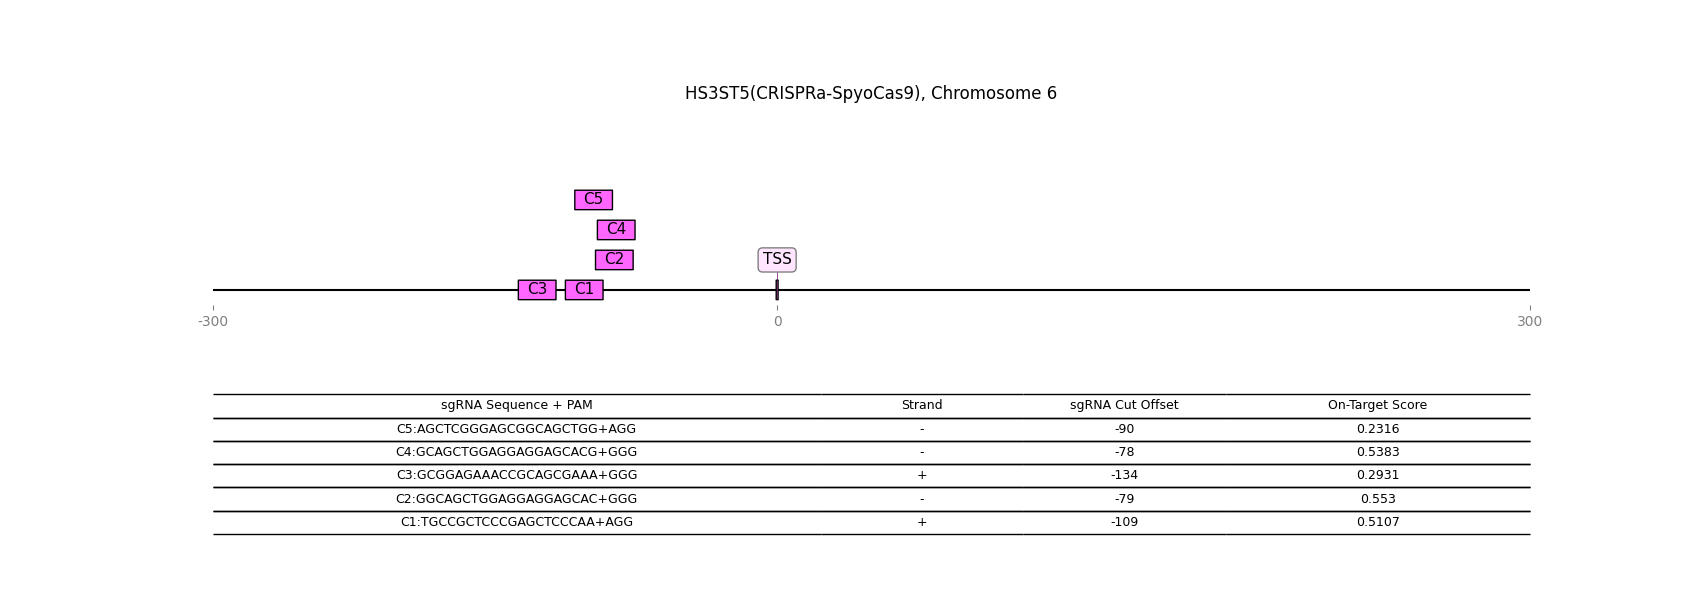 HS3ST5(CRISPRa-SpyoCas9), Chromosome 6
C5
C4
C2 TSS
C3 C1
-300 0 300
sgRNA Sequence + PAM Strand sgRNA Cut Offset On-Target Score
C5:AGCTCGGGAGCGGCAGCTGG+AGG - -90 0.2316
C4:GCAGCTGGAGGAGGAGCACG+GGG - -78 0.5383
C3:GCGGAGAAACCGCAGCGAAA+GGG + -134 0.2931
C2:GGCAGCTGGAGGAGGAGCAC+GGG - -79 0.553
C1:TGCCGCTCCCGAGCTCCCAA+AGG + -109 0.5107